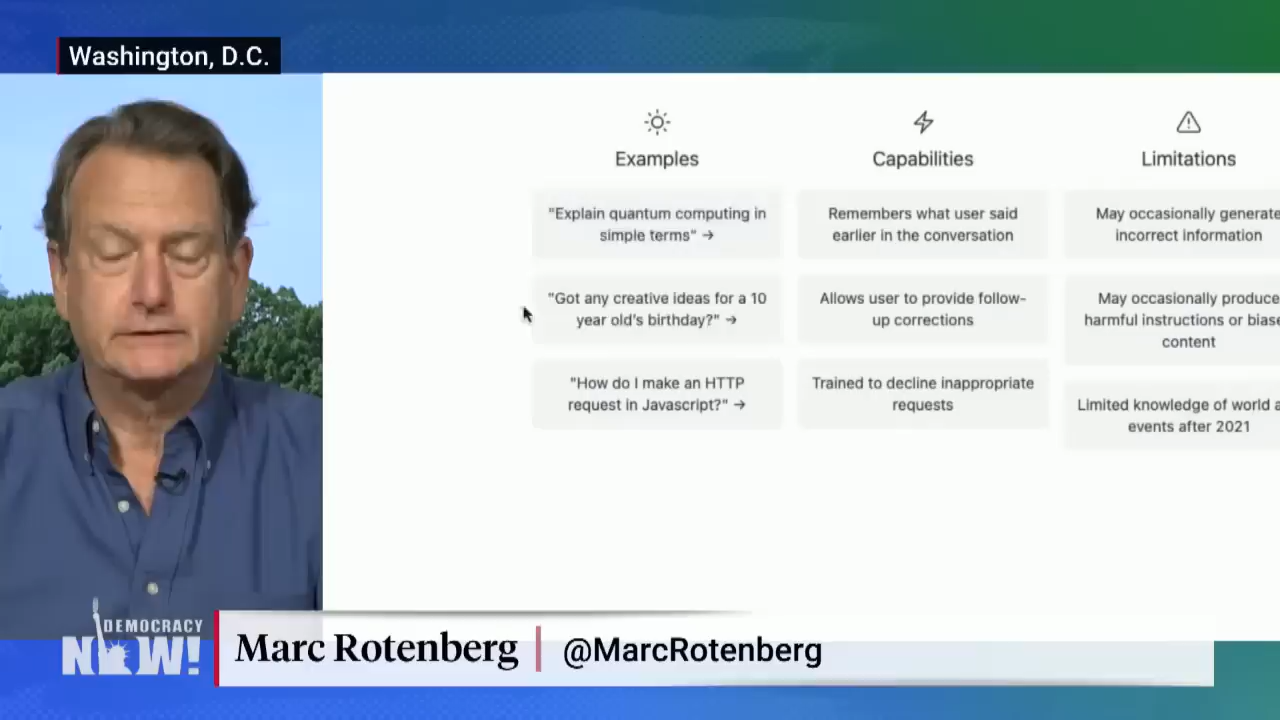 Washington, D.C.
Examples
"Explain quantum computing in
simple terms" →
"Got any creative ideas for a 10
year old's birthday?" →
"How do I make an HTTP
request in Javascript?" →
Capabilities
Remembers what user said
earlier in the conversation
Allows user to provide follow-
up corrections
Trained to decline inappropriate
requests
Limitations
May occasionally generate
incorrect information
May occasionally produce
harmful instructions or biase
content
Limited knowledge of world a
events after 2021
DEMOCRACY
NOW!
Marc Rotenberg | @MarcRotenberg